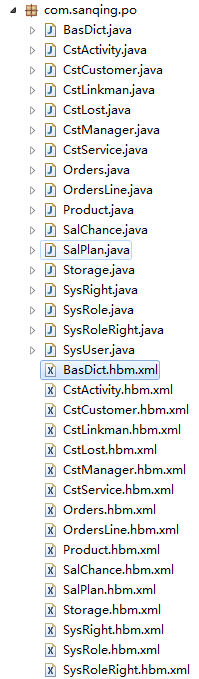 com.sanqing.po
BasDict.java
CstActivity.java
CstCustomer.java
CstLinkman.java
CstLost.java
CstManager.java
CstService.java
Orders.java
OrdersLine.java
Product.java
SalChance.java
SalPlan.java
Storage.java
SysRight.java
SysRole.java
SysRoleRight.java
SysUser.java
BasDict.hbm.xml
CstActivity.hbm.xml
CstCustomer.hbm.xml
CstLinkman.hbm.xml
CstLost.hbm.xml
CstManager.hbm.xml
CstService.hbm.xml
Orders.hbm.xml
OrdersLine.hbm.xml
Product.hbm.xml
SalChance.hbm.xml
SalPlan.hbm.xml
Storage.hbm.xml
SysRight.hbm.xml
SysRole.hbm.xml
SysRoleRight.hbm.xml